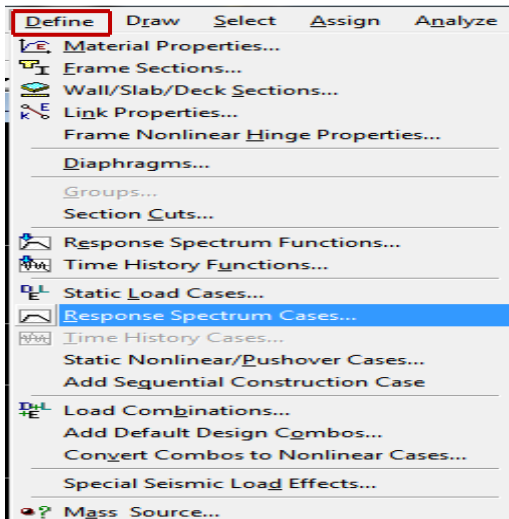 Define Draw Select Assign Analyze
Material Properties...
Frame Sections...
Wall/Slab/Deck Sections...
Link Properties...
Frame Nonlinear Hinge Properties...
Diaphragms...
Groups...
Section Cuts...
Response Spectrum Functions...
Time History Functions...
Static Load Cases...
Response Spectrum Cases...
Time History Cases...
Static Nonlinear/Pushover Cases...
Add Sequential Construction Case
Load Combinations...
Add Default Design Combos...
Convert Combos to Nonlinear Cases...
Special Seismic Load Effects...
Mass Source...